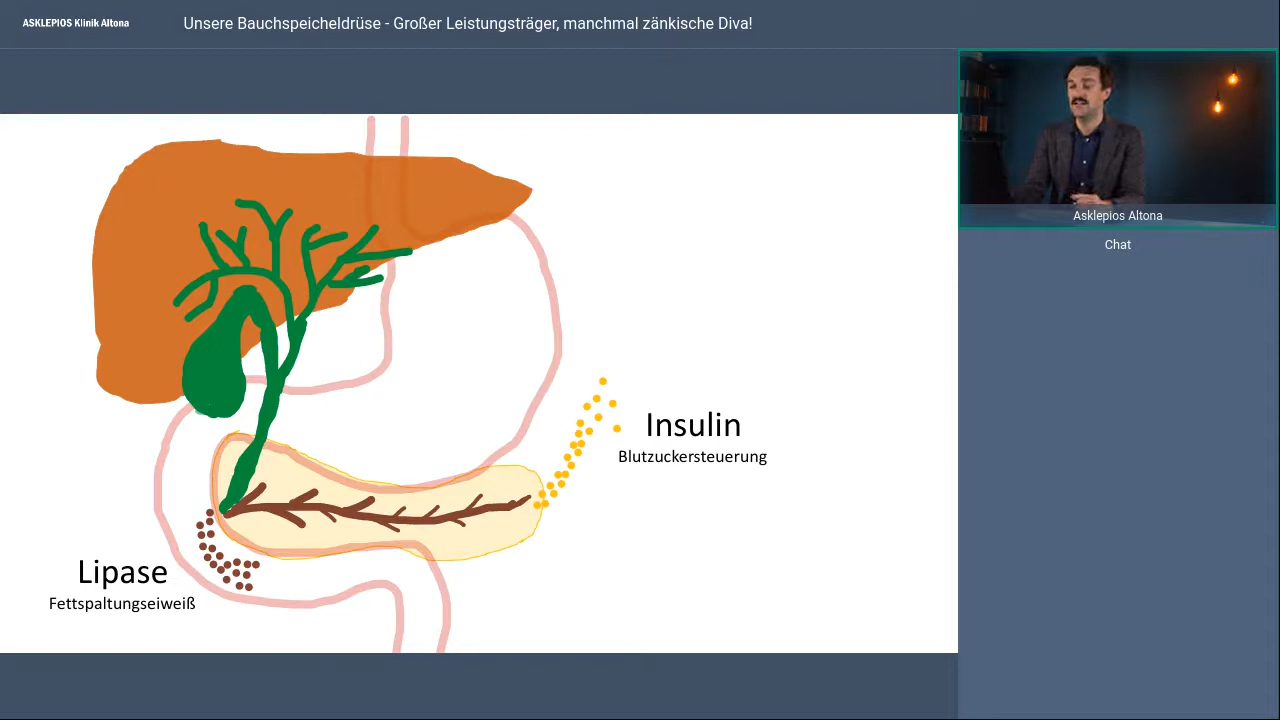 ASKLEPIOS Klinik Altona
Unsere Bauchspeicheldrüse - Großer Leistungsträger, manchmal zänkische Diva!
Asklepios Altona
Chat
Insulin
Blutzuckersteuerung
Lipase
Fettspaltungseiweiß